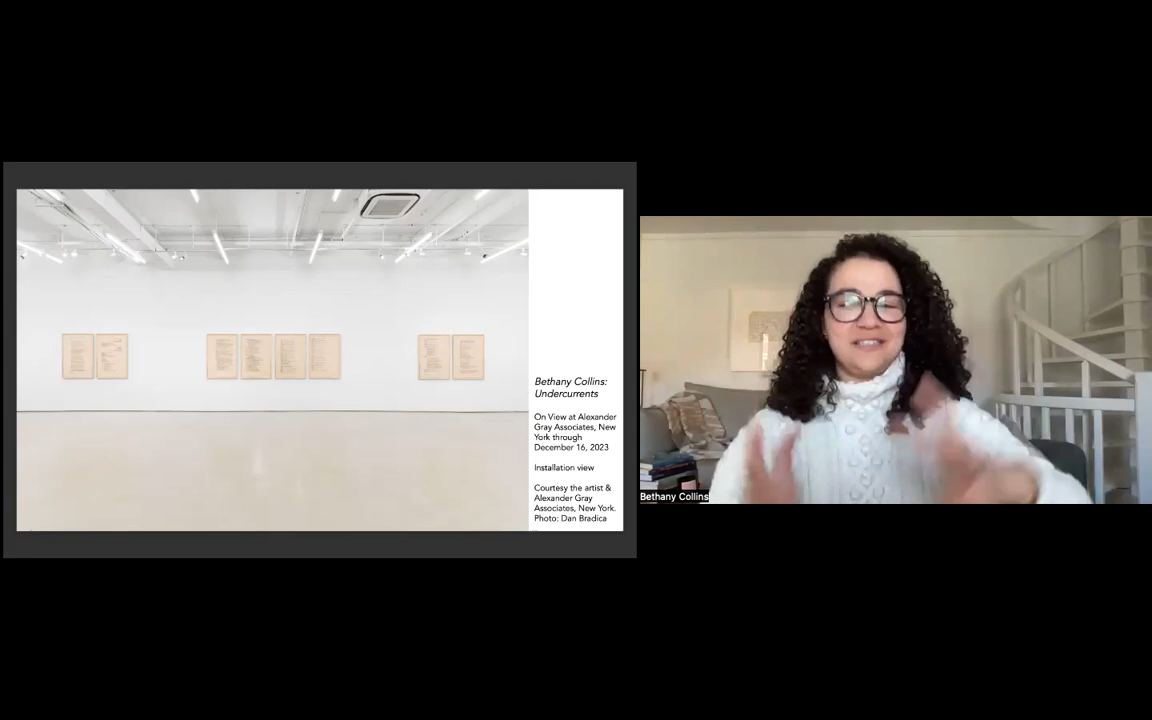 Bethany Collins:
Undercurrents
On View at Alexander
Gray Associates, New
York through
December 16, 2023
Installation view
Courtesy the artist &
Alexander Gray
Associates, New York.
Photo: Dan Bradica
Bethany Collins